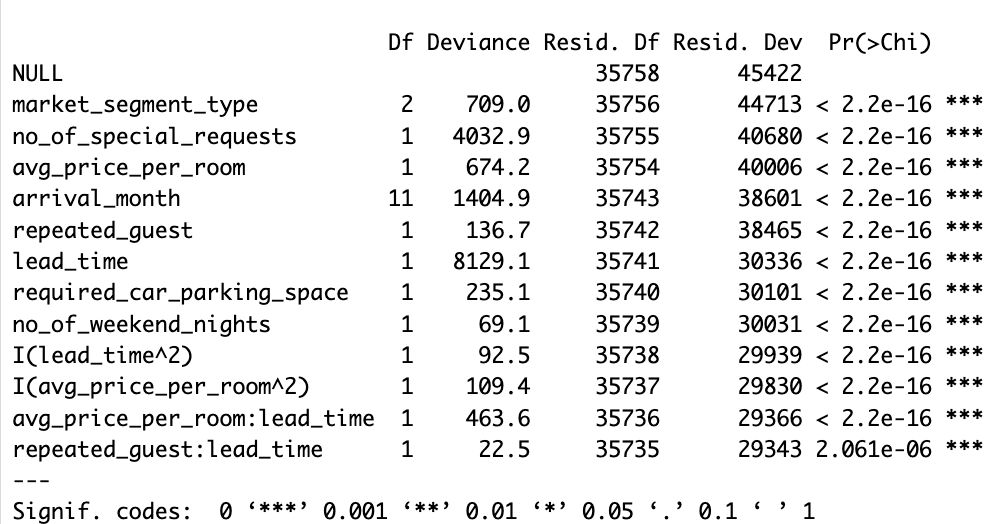 Df Deviance Resid. Df Resid. Dev Pr(>Chi)
NULL 35758 45422
market_segment_type 2 709.0 35756 44713 < 2.2e-16 ***
no_of_special_requests 1 4032.9 35755 40680 < 2.2e-16 ***
avg_price_per_room 1 674.2 35754 40006 < 2.2e-16 ***
arrival_month 11 1404.9 35743 38601 < 2.2e-16 ***
repeated_guest 1 136.7 35742 38465 < 2.2e-16 ***
lead_time 1 8129.1 35741 30336 < 2.2e-16 ***
required_car_parking_space 1 235.1 35740 30101 < 2.2e-16 ***
no_of_weekend_nights 1 69.1 35739 30031 < 2.2e-16 ***
I(lead_time^2) 1 92.5 35738 29939 < 2.2e-16 ***
I(avg_price_per_room^2) 1 109.4 35737 29830 < 2.2e-16 ***
avg_price_per_room:lead_time 1 463.6 35736 29366 < 2.2e-16 ***
repeated_guest:lead_time 1 22.5 35735 29343 2.061e-06 ***
---
Signif. codes: 0 ‘***’ 0.001 ‘**’ 0.01 ‘*’ 0.05 ‘.’ 0.1 ‘ ’ 1